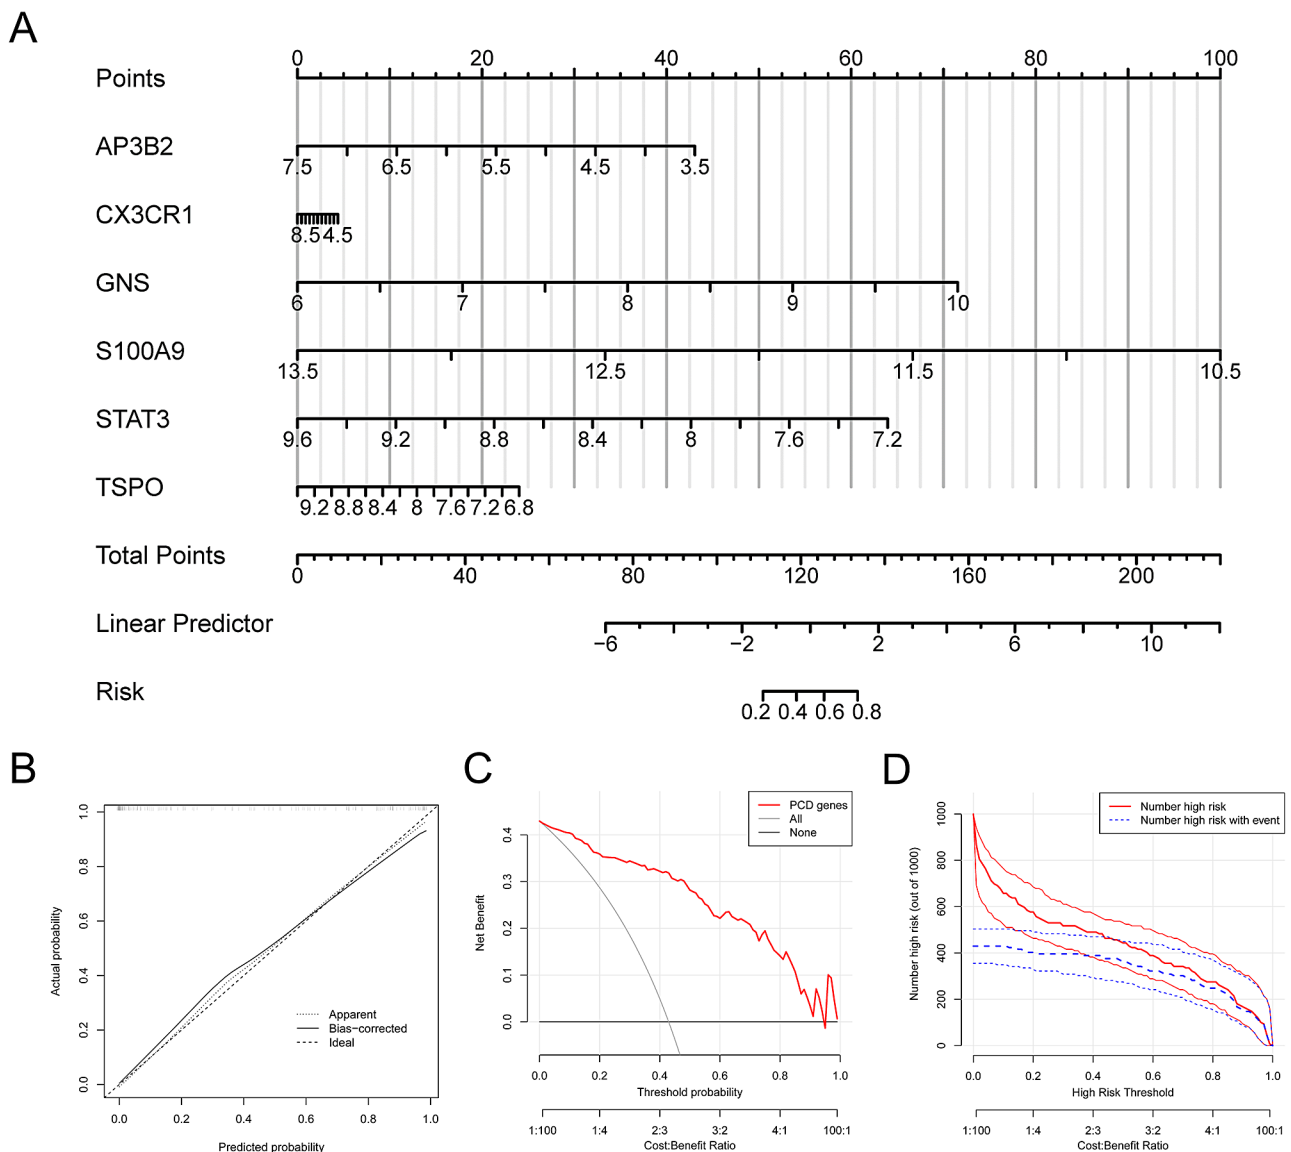 A
Points
0 20 40 60 80 100
AP3B2
7.5 6.5 5.5 4.5 3.5
CX3CR1
8.5 4.5
GNS
6 7 8 9 10
S100A9
13.5 12.5 11.5 10.5
STAT3
9.6 9.2 8.8 8.4 8 7.6 7.2
TSPO
9.2 8.8 8.4 8 7.6 7.2 6.8
Total Points
0 40 80 120 160 200
Linear Predictor
−6 −2 2 6 10
Risk
0.2 0.4 0.6 0.8
B
Actual probability
1.0
0.8
0.6
0.4
0.2
0.0
Apparent
Bias−corrected
Ideal
0.0 0.2 0.4 0.6 0.8 1.0
Predicted probability
C
PCD genes
All
None
Net Benefit
0.4
0.3
0.2
0.1
0.0
0.0 0.2 0.4 0.6 0.8 1.0
Threshold probability
1:100 1:4 2:3 3:2 4:1 100:1
Cost:Benefit Ratio
D
Number high risk
Number high risk with event
Number high risk (out of 1000)
1000
800
600
400
200
0
0.0 0.2 0.4 0.6 0.8 1.0
High Risk Threshold
1:100 1:4 2:3 3:2 4:1 100:1
Cost:Benefit Ratio